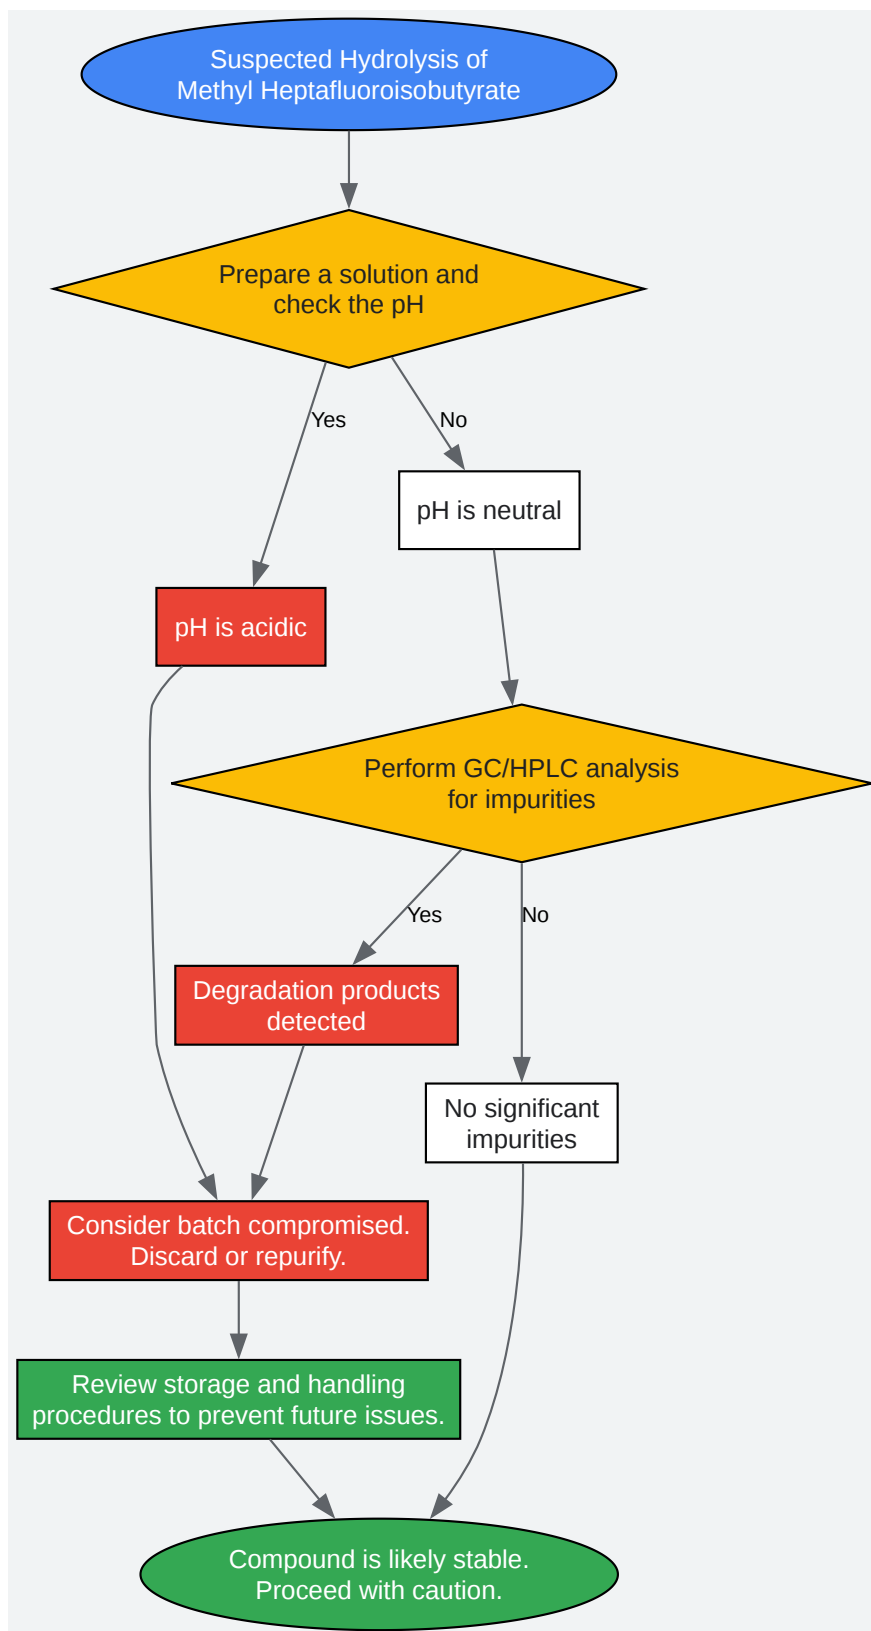 Suspected Hydrolysis of
Methyl Heptafluoroisobutyrate
Prepare a solution and
check the pH
Yes
No
pH is neutral
pH is acidic
Perform GC/HPLC analysis
for impurities
Yes
No
Degradation products
detected
No significant
impurities
Consider batch compromised.
Discard or repurify.
Review storage and handling
procedures to prevent future issues.
Compound is likely stable.
Proceed with caution.